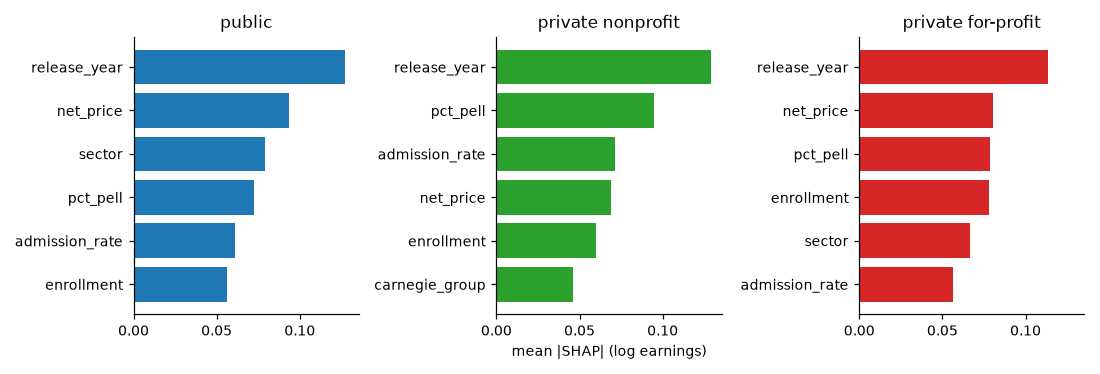 public
release_year
net_price
sector
pct_pell
admission_rate
enrollment
0.00 0.05 0.10
private nonprofit
release_year
pct_pell
admission_rate
net_price
enrollment
carnegie_group
0.00 0.05 0.10
mean |SHAP| (log earnings)
private for-profit
release_year
net_price
pct_pell
enrollment
sector
admission_rate
0.00 0.05 0.10